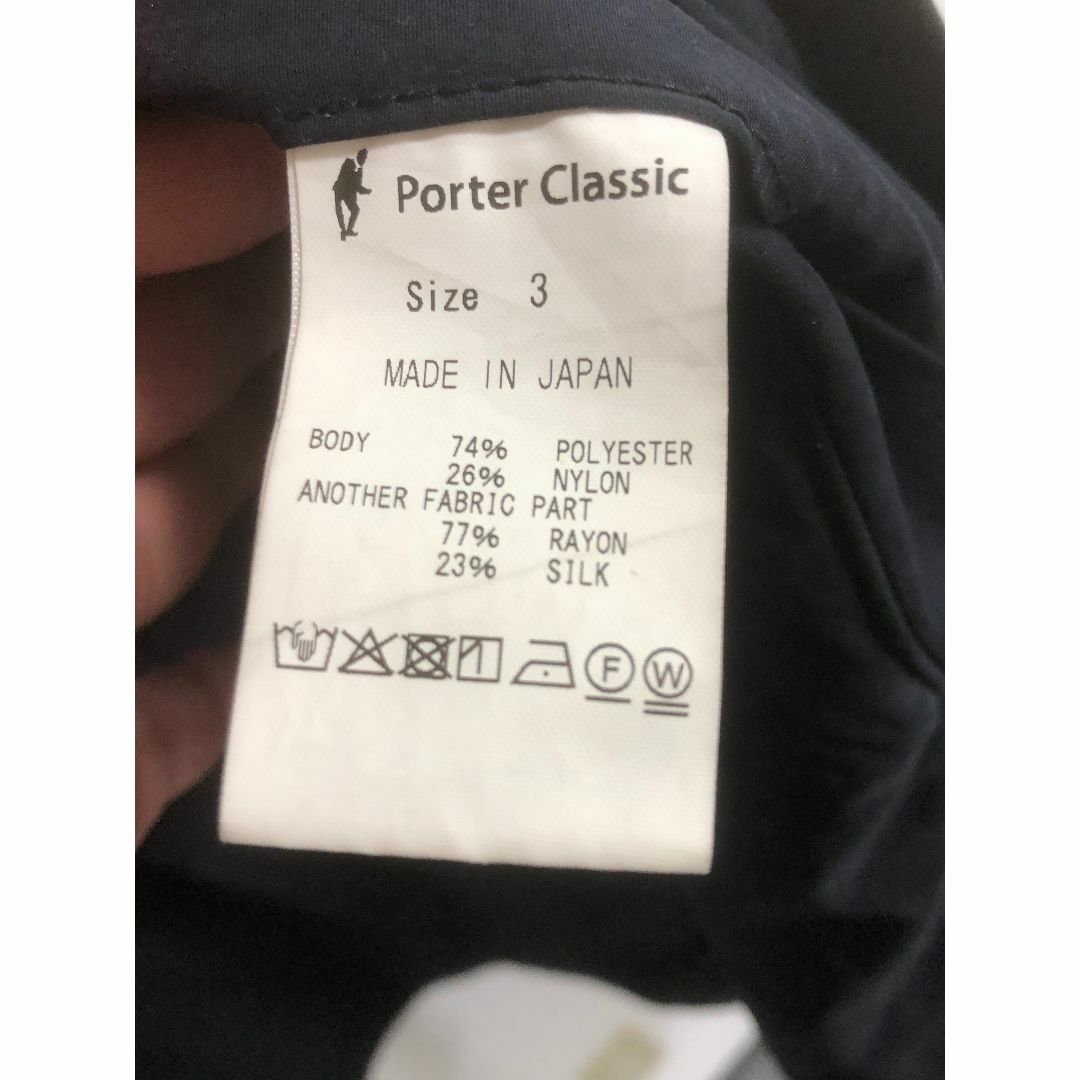 Porter Classic
Size 3
MADE IN JAPAN
BODY 74% POLYESTER
26% NYLON
ANOTHER FABRIC PART
77% RAYON
23% SILK
F W